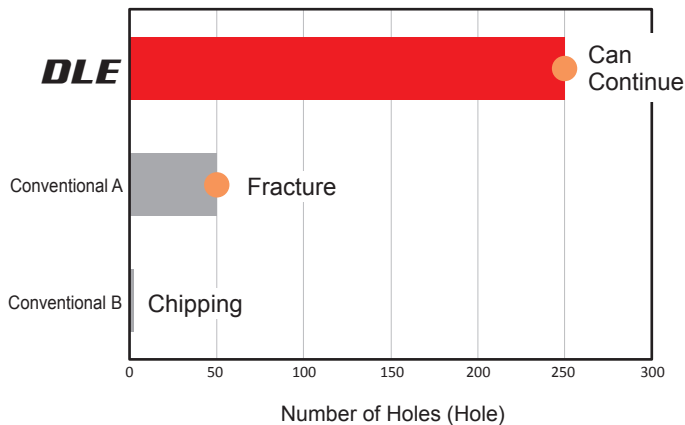 DLE
Can
Continue
Conventional A
Fracture
Conventional B
Chipping
0 50 100 150 200 250 300
Number of Holes (Hole)